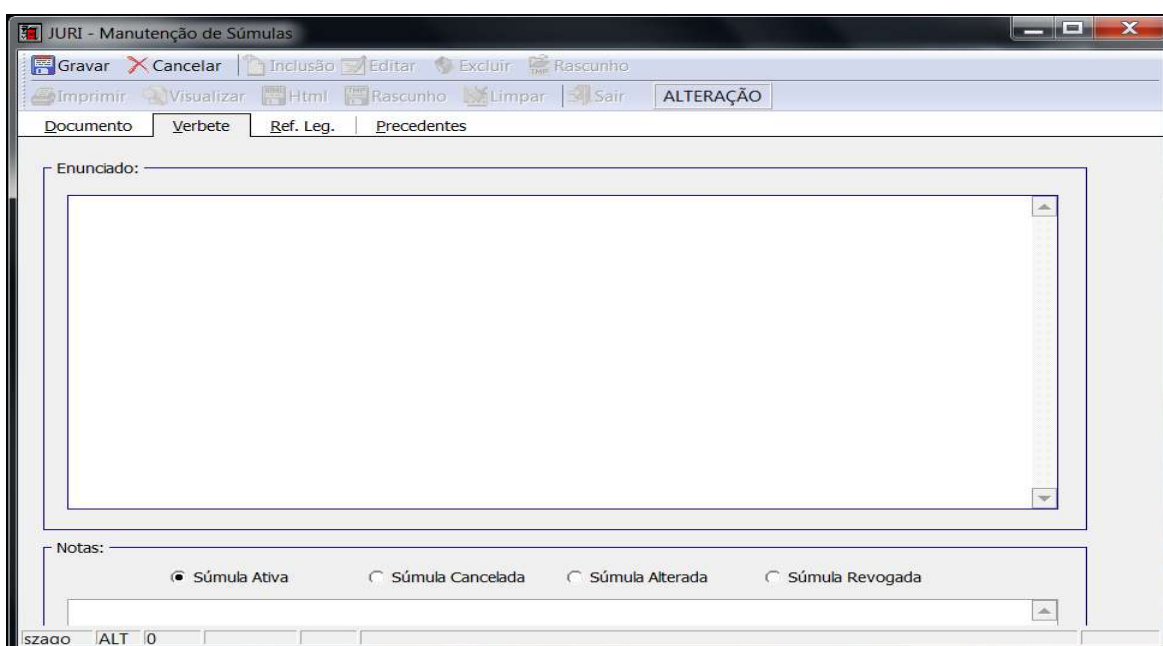 JURI - Manutenção de Súmulas
Gravar Cancelar Inclusão Editar Excluir Rascunho
Imprimir Visualizar Html Rascunho Limpar Sair ALTERAÇÃO
Documento Verbete Ref. Leg. Precedentes
Enunciado:
Notas:
Súmula Ativa Súmula Cancelada Súmula Alterada Súmula Revogada
szago ALT 0